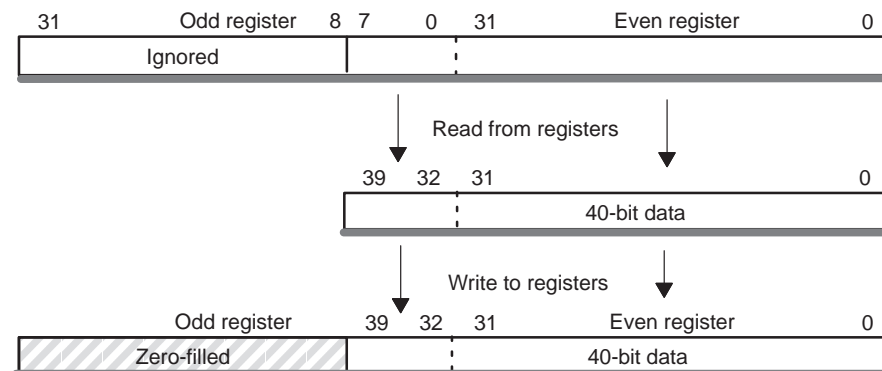 31 Odd register 8 7 0 31 Even register 0
Ignored
Read from registers
39 32 31 0
40-bit data
Write to registers
Odd register 39 32 31 Even register 0
Zero-filled 40-bit data